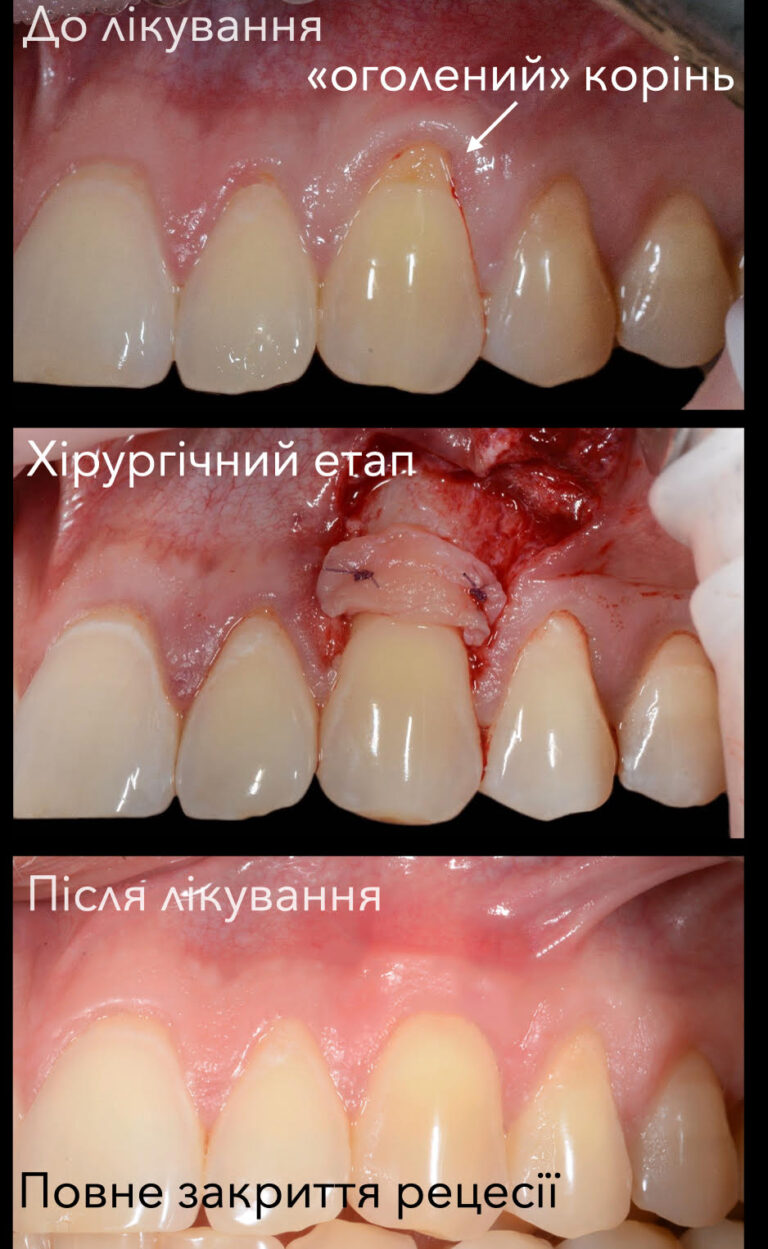 До лікування
«оголений» корінь
Хірургічний етап
Після лікування
Повне закриття рецесії